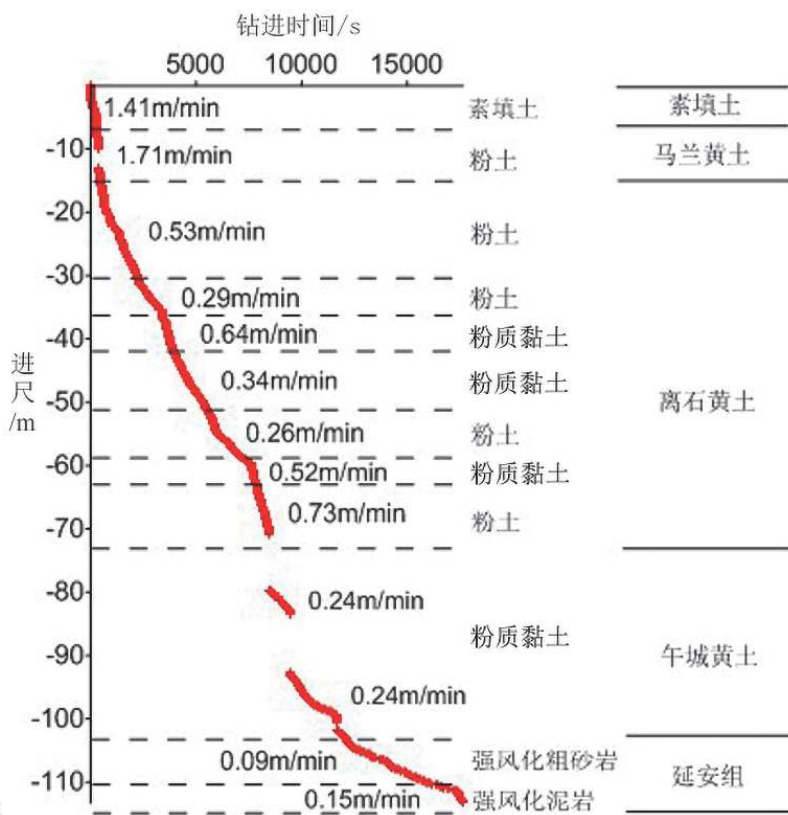 钻进时间/s
5000 10000 15000
1.41m/min 素填土 素填土
-10
1.71m/min 粉土 马兰黄土
-20
0.53m/min 粉土
-30
0.29m/min 粉土
-40
0.64m/min 粉质黏土
进尺/m
0.34m/min 粉质黏土 离石黄土
-50
0.26m/min 粉土
-60
0.52m/min 粉质黏土
-70
0.73m/min 粉土
-80
0.24m/min
粉质黏土 午城黄土
-90
0.24m/min
-100
0.09m/min 强风化粗砂岩 延安组
-110
0.15m/min 强风化泥岩